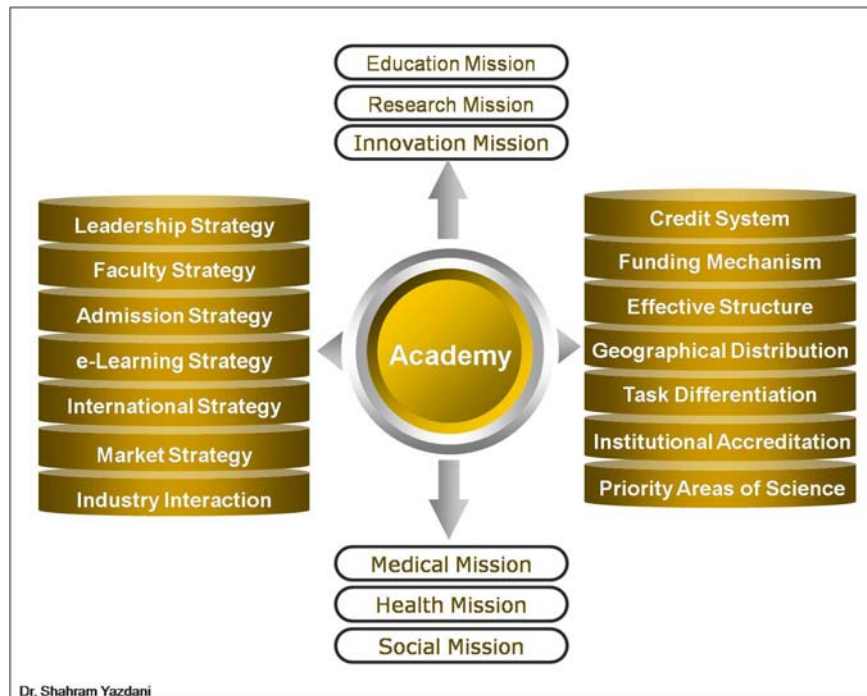 Education Mission
Research Mission
Innovation Mission
Leadership Strategy
Faculty Strategy
Admission Strategy
e-Learning Strategy
International Strategy
Market Strategy
Industry Interaction
Academy
Credit System
Funding Mechanism
Effective Structure
Geographical Distribution
Task Differentiation
Institutional Accreditation
Priority Areas of Science
Medical Mission
Health Mission
Social Mission
Dr. Shahram Yazdani